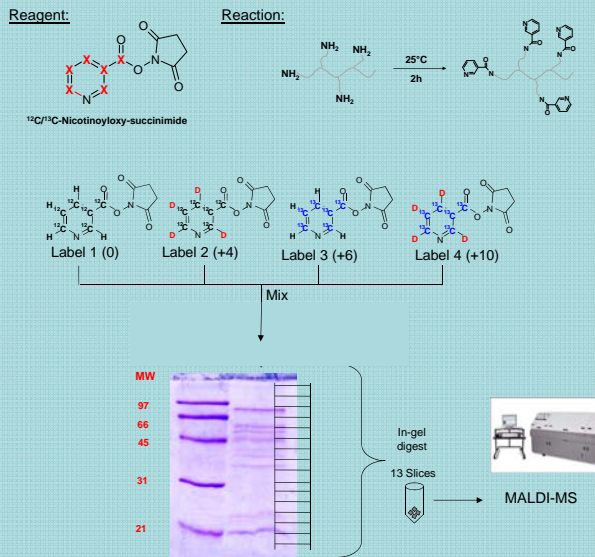 Reagent:
Reaction:
O
X X X X X X X
O N
O
O
N
¹²C/¹³C-Nicotinoyloxy-succinimide
NH₂ NH₂ NH₂ NH₂
25°C
2h
Label 1 (0)
Label 2 (+4)
Label 3 (+6)
Label 4 (+10)
Mix
MW
97
66
45
31
21
In-gel
digest
13 Slices
MALDI-MS